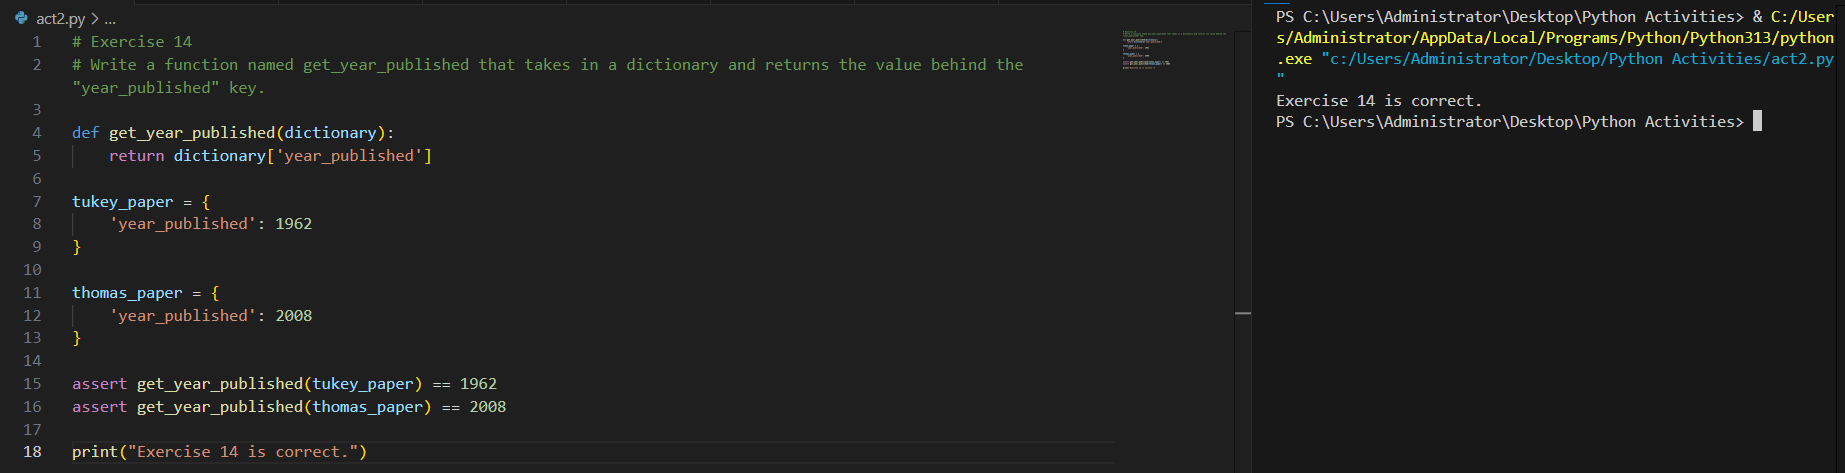 act2.py > ...
1 # Exercise 14
2 # Write a function named get_year_published that takes in a dictionary and returns the value behind the
"year_published" key.
3
4 def get_year_published(dictionary):
5 return dictionary['year_published']
6
7 tukey_paper = {
8 'year_published': 1962
9 }
10
11 thomas_paper = {
12 'year_published': 2008
13 }
14
15 assert get_year_published(tukey_paper) == 1962
16 assert get_year_published(thomas_paper) == 2008
17
18 print("Exercise 14 is correct.")
PS C:\Users\Administrator\Desktop\Python Activities> & C:/User
s/Administrator/AppData/Local/Programs/Python/Python313/python
.exe "c:/Users/Administrator/Desktop/Python Activities/act2.py
"
Exercise 14 is correct.
PS C:\Users\Administrator\Desktop\Python Activities>